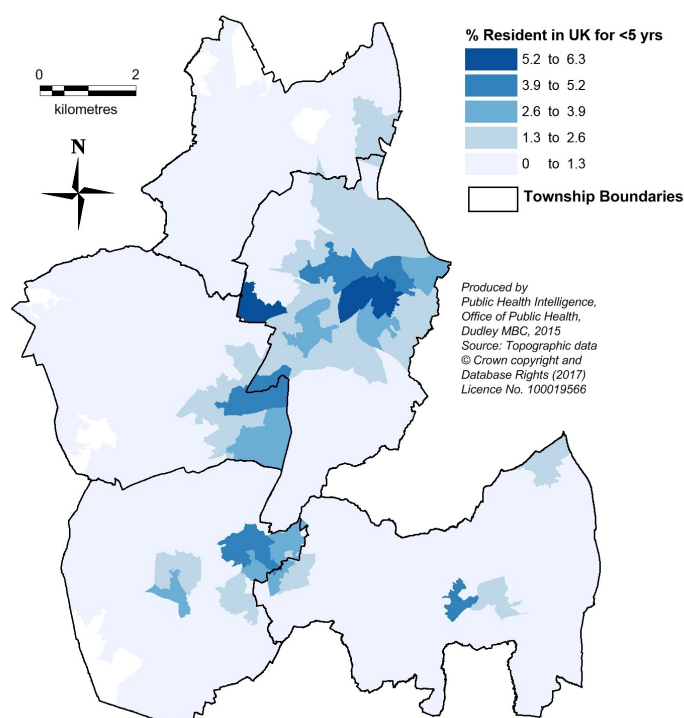 % Resident in UK for <5 yrs
5.2 to 6.3
3.9 to 5.2
2.6 to 3.9
1.3 to 2.6
0 to 1.3
Township Boundaries
0 2
kilometres
N
Produced by
Public Health Intelligence,
Office of Public Health,
Dudley MBC, 2015
Source: Topographic data
© Crown copyright and
Database Rights (2017)
Licence No. 100019566